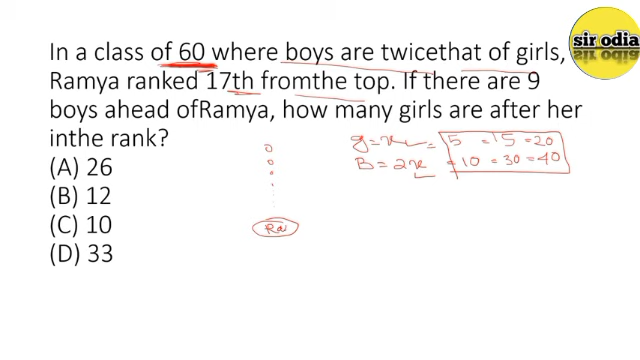 sir odia
In a class of 60 where boys are twicethat of girls,
Ramya ranked 17th fromthe top. If there are 9
boys ahead ofRamya, how many girls are after her
inthe rank?
g = x = 5 = 15 = 20
B = 2x = 10 = 30 = 40
(A) 26
(B) 12
(C) 10
Ra
(D) 33